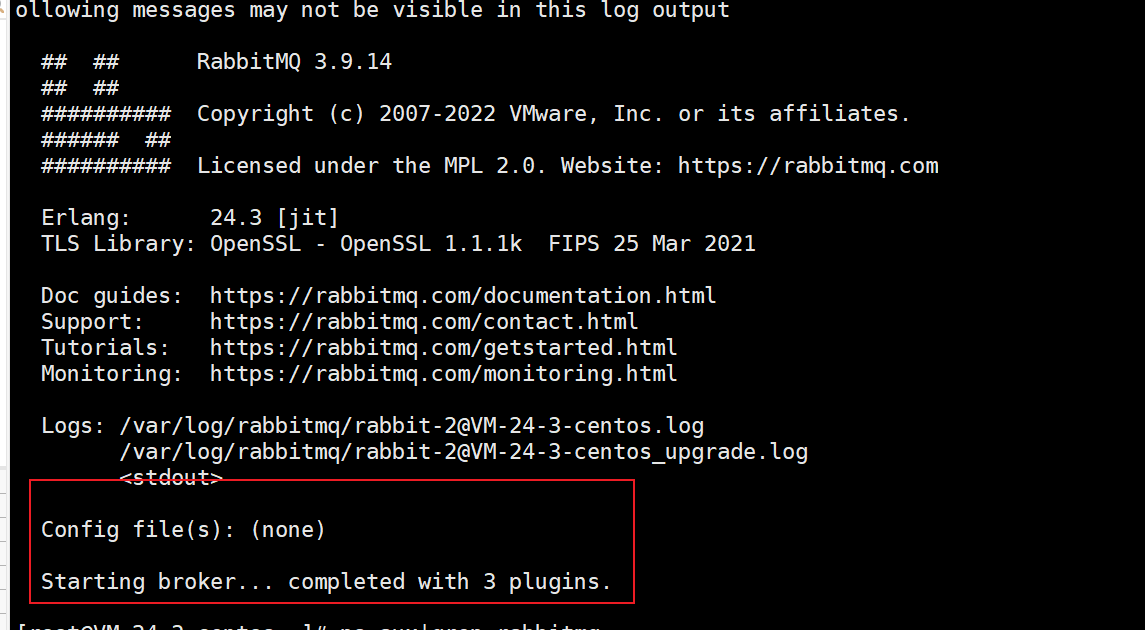 ollowing messages may not be visible in this log output
##  ##      RabbitMQ 3.9.14
##  ##
##########  Copyright (c) 2007-2022 VMware, Inc. or its affiliates.
######  ##
##########  Licensed under the MPL 2.0. Website: https://rabbitmq.com
Erlang:      24.3 [jit]
TLS Library: OpenSSL - OpenSSL 1.1.1k  FIPS 25 Mar 2021
Doc guides:  https://rabbitmq.com/documentation.html
Support:     https://rabbitmq.com/contact.html
Tutorials:   https://rabbitmq.com/getstarted.html
Monitoring:  https://rabbitmq.com/monitoring.html
Logs: /var/log/rabbitmq/rabbit-2@VM-24-3-centos.log
/var/log/rabbitmq/rabbit-2@VM-24-3-centos_upgrade.log
<stdout>
Config file(s): (none)
Starting broker... completed with 3 plugins.